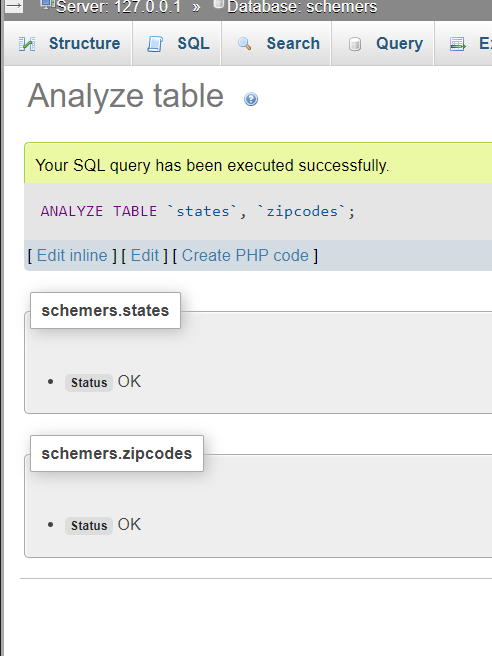 Server: 127.0.0.1 » Database: schemers
Structure SQL Search Query
Analyze table
Your SQL query has been executed successfully.
ANALYZE TABLE `states`, `zipcodes`;
[ Edit inline ] [ Edit ] [ Create PHP code ]
schemers.states
• Status OK
schemers.zipcodes
• Status OK